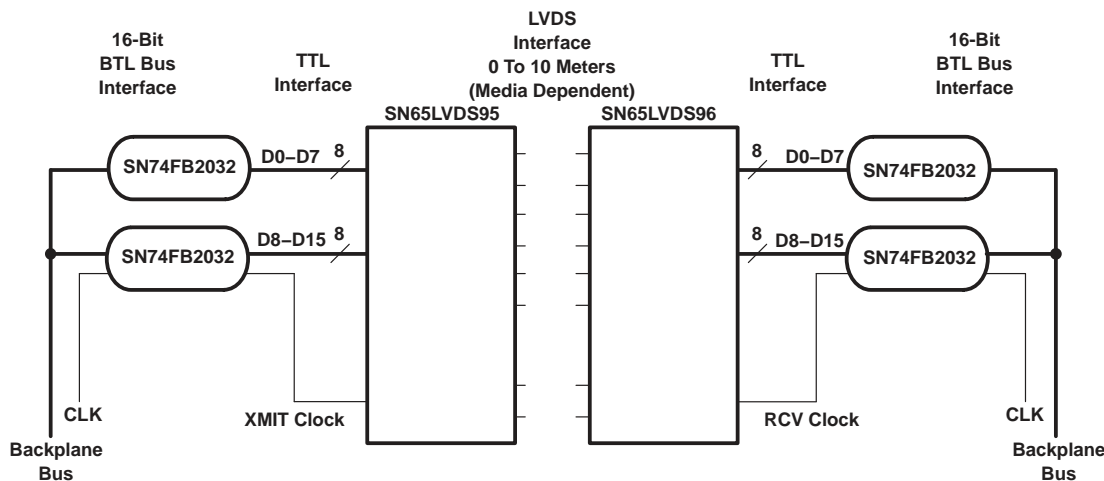 LVDS
Interface
0 To 10 Meters
(Media Dependent)
16-Bit
BTL Bus
Interface
TTL
Interface
TTL
Interface
16-Bit
BTL Bus
Interface
SN65LVDS95
SN65LVDS96
SN74FB2032
D0–D7
8
8
D0–D7
SN74FB2032
SN74FB2032
D8–D15
8
8
D8–D15
SN74FB2032
CLK
XMIT Clock
RCV Clock
CLK
Backplane
Bus
Backplane
Bus